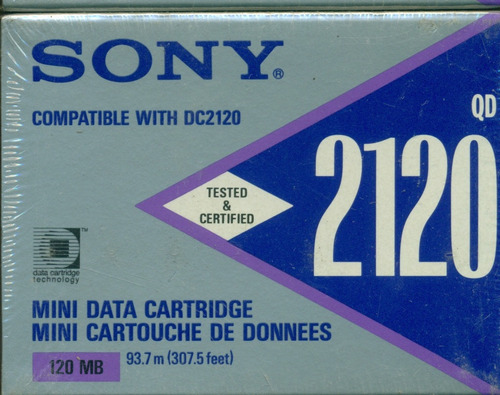 SONY®
COMPATIBLE WITH DC2120
QD
2120
TESTED
&
CERTIFIED
D™
data cartridge
technology
MINI DATA CARTRIDGE
MINI CARTOUCHE DE DONNEES
120 MB
93.7 m (307.5 feet)